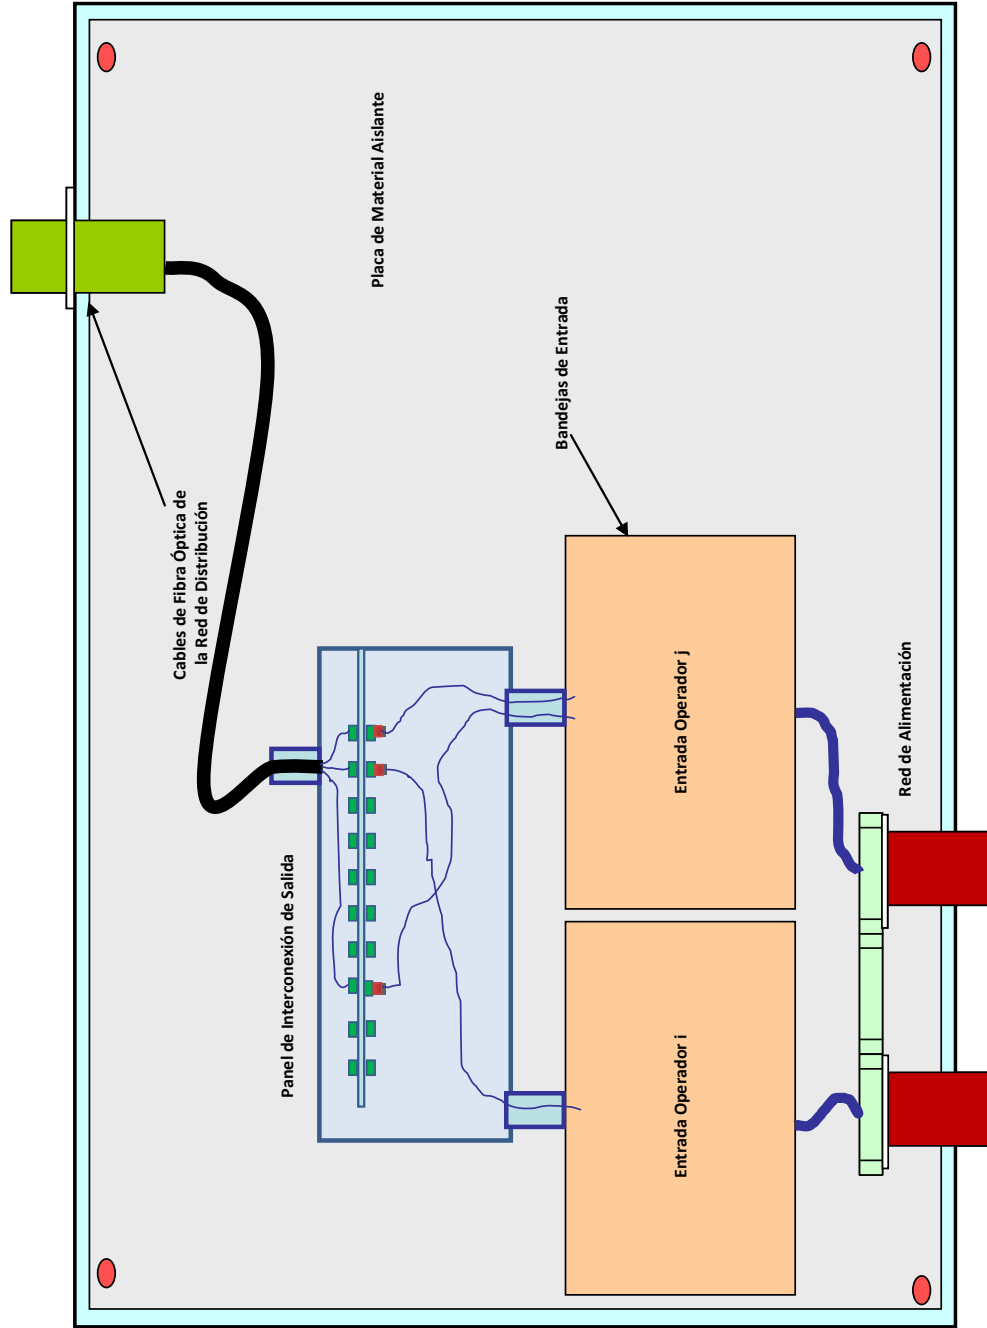 Placa de Material Aislante
Cables de Fibra Óptica de
la Red de Distribución
Bandejas de Entrada
Panel de Interconexión de Salida
Entrada Operador j
Entrada Operador i
Red de Alimentación